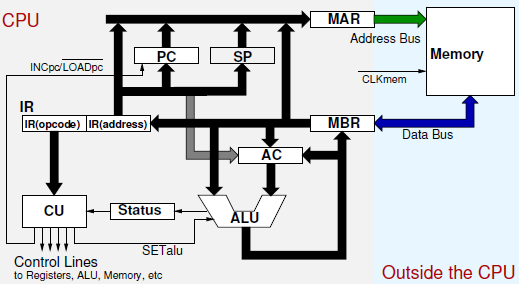 CPU
MAR
Address Bus
Memory
PC
SP
INCpc/LOADpc
CLKmem
IR
IR(opcode)
IR(address)
MBR
Data Bus
AC
CU
Status
ALU
SETalu
Control Lines
to Registers, ALU, Memory, etc
Outside the CPU